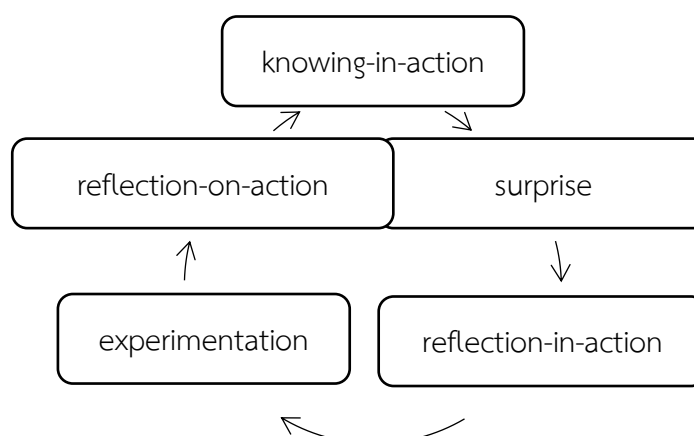 knowing-in-action
reflection-on-action
surprise
experimentation
reflection-in-action